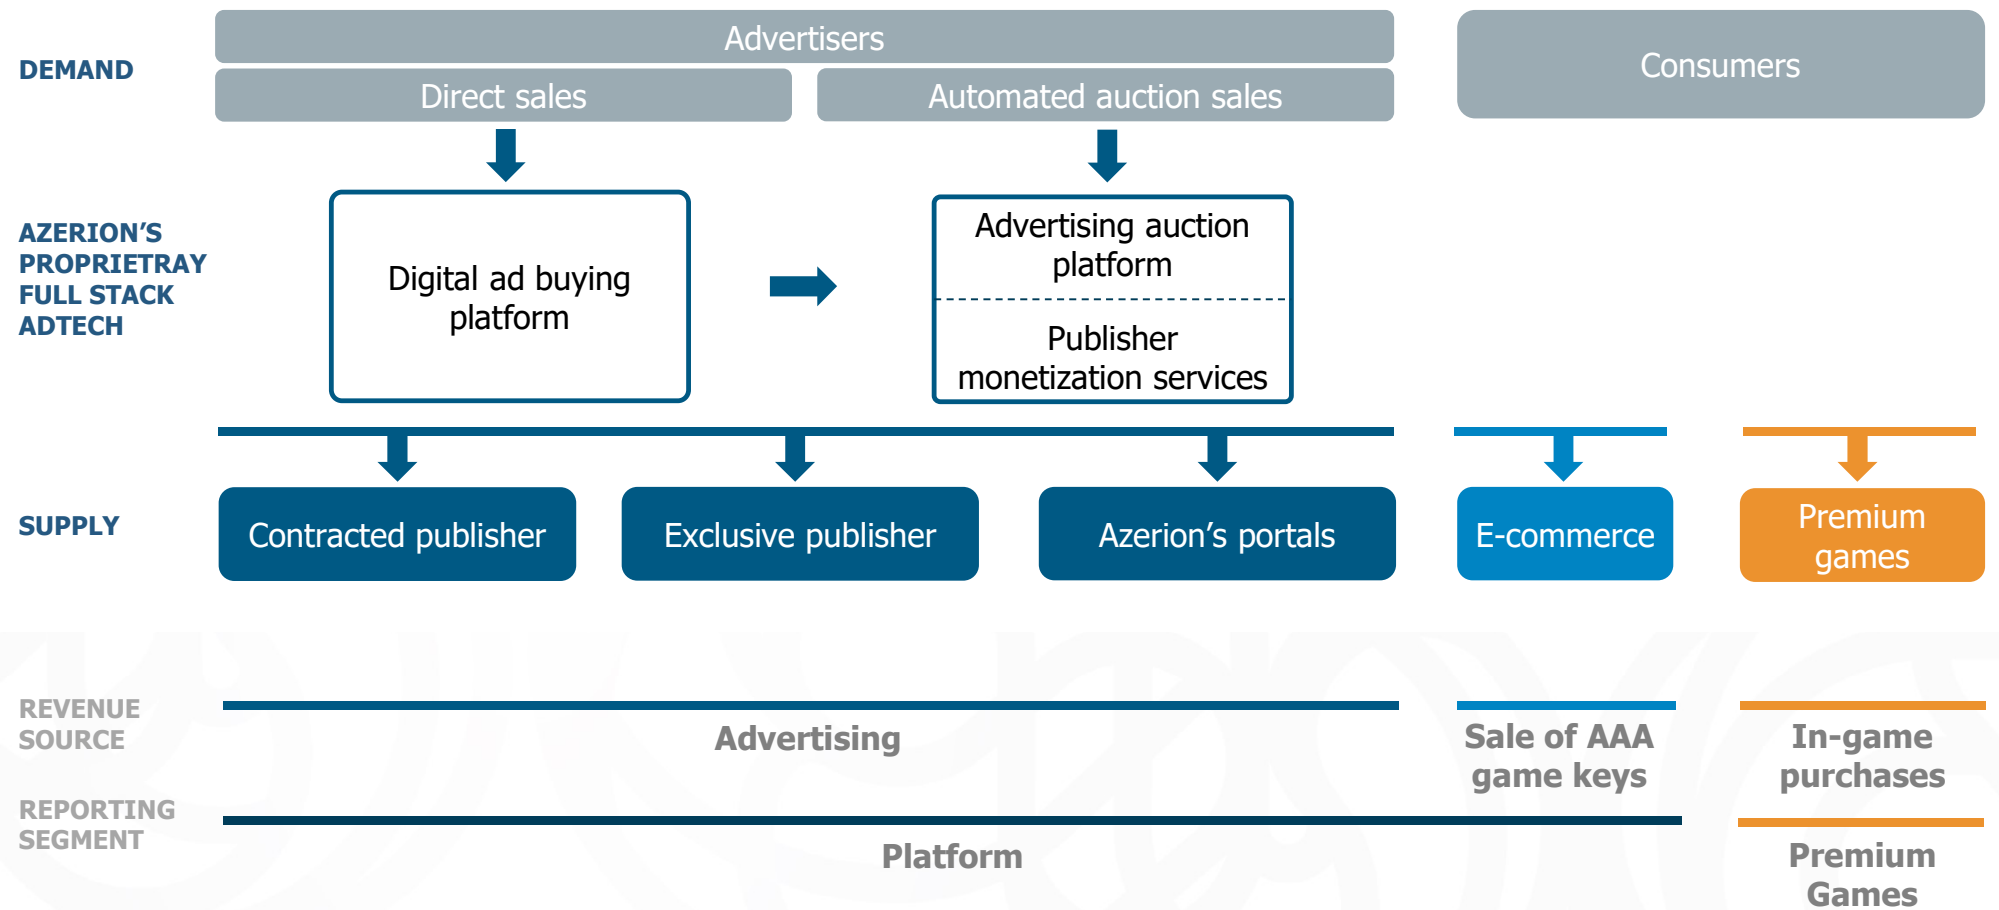 DEMAND
Advertisers
Direct sales
Automated auction sales
Consumers
AZERION’S
PROPRIETRAY
FULL STACK
ADTECH
Digital ad buying
platform
Advertising auction
platform
Publisher
monetization services
SUPPLY
Contracted publisher
Exclusive publisher
Azerion’s portals
E-commerce
Premium
games
REVENUE
SOURCE
Advertising
Sale of AAA
game keys
In-game
purchases
REPORTING
SEGMENT
Platform
Premium
Games